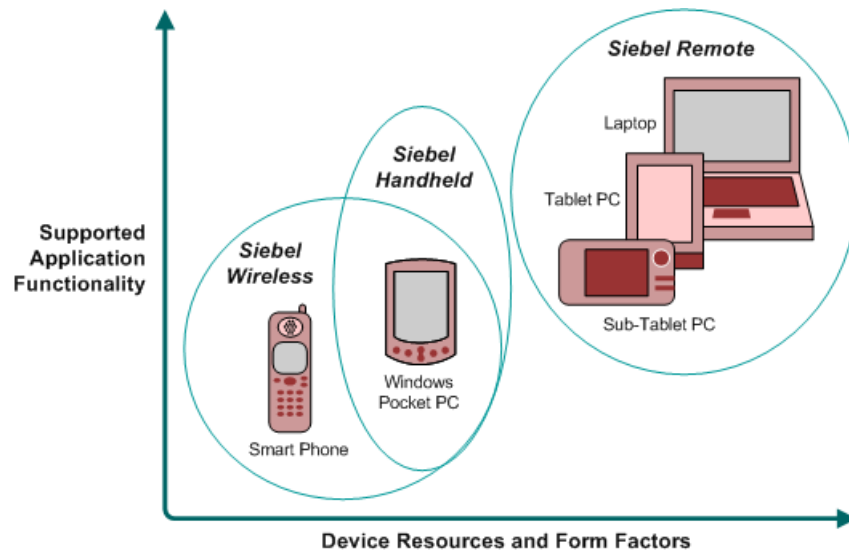 Siebel Remote
Laptop
Siebel
Handheld
Tablet PC
Supported
Application
Functionality
Siebel
Wireless
Sub-Tablet PC
Windows
Pocket PC
Smart Phone
Device Resources and Form Factors